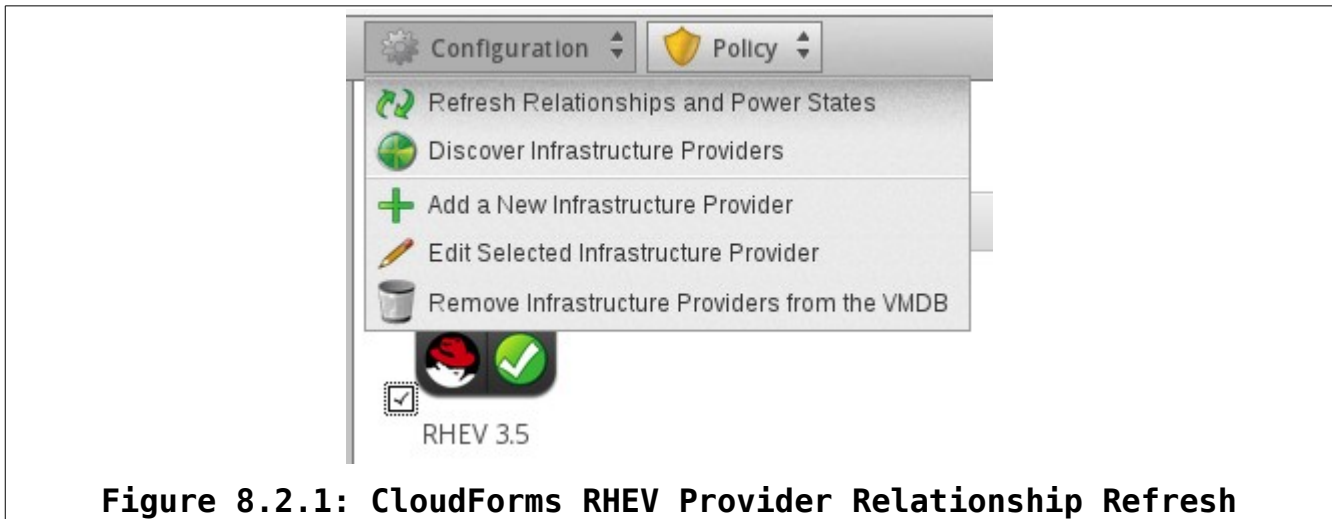 Configuration Policy
Refresh Relationships and Power States
Discover Infrastructure Providers
Add a New Infrastructure Provider
Edit Selected Infrastructure Provider
Remove Infrastructure Providers from the VMDB
RHEV 3.5
Figure 8.2.1: CloudForms RHEV Provider Relationship Refresh